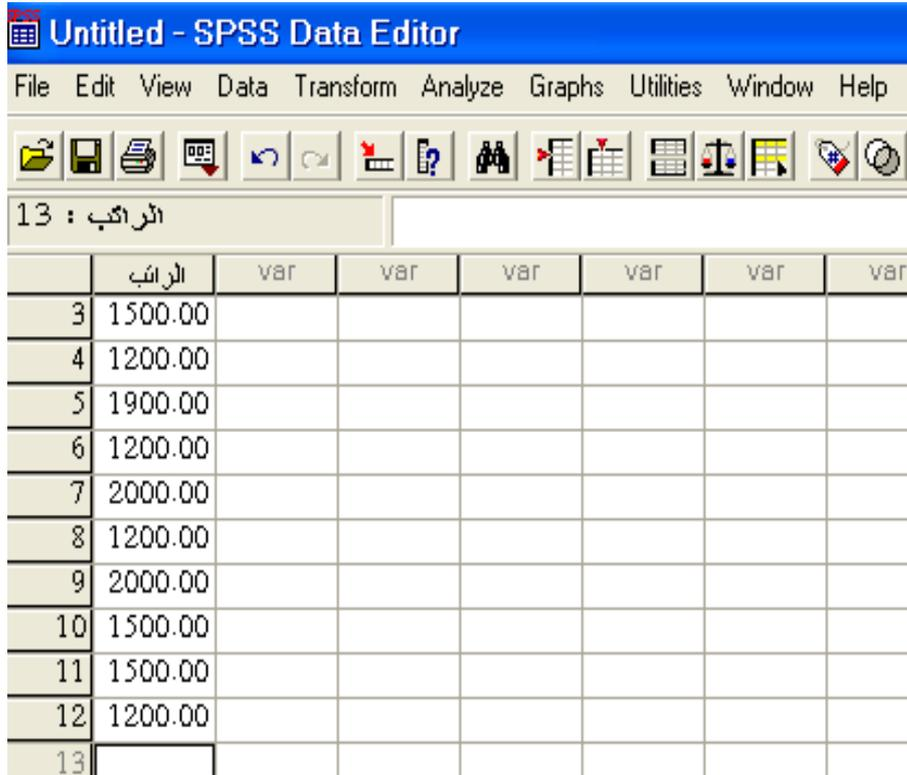 SPSS
Untitled - SPSS Data Editor
File Edit View Data Transform Analyze Graphs Utilities Window Help
13 : الراتب
الراتب var var var var var var
3 1500.00
4 1200.00
5 1900.00
6 1200.00
7 2000.00
8 1200.00
9 2000.00
10 1500.00
11 1500.00
12 1200.00
13